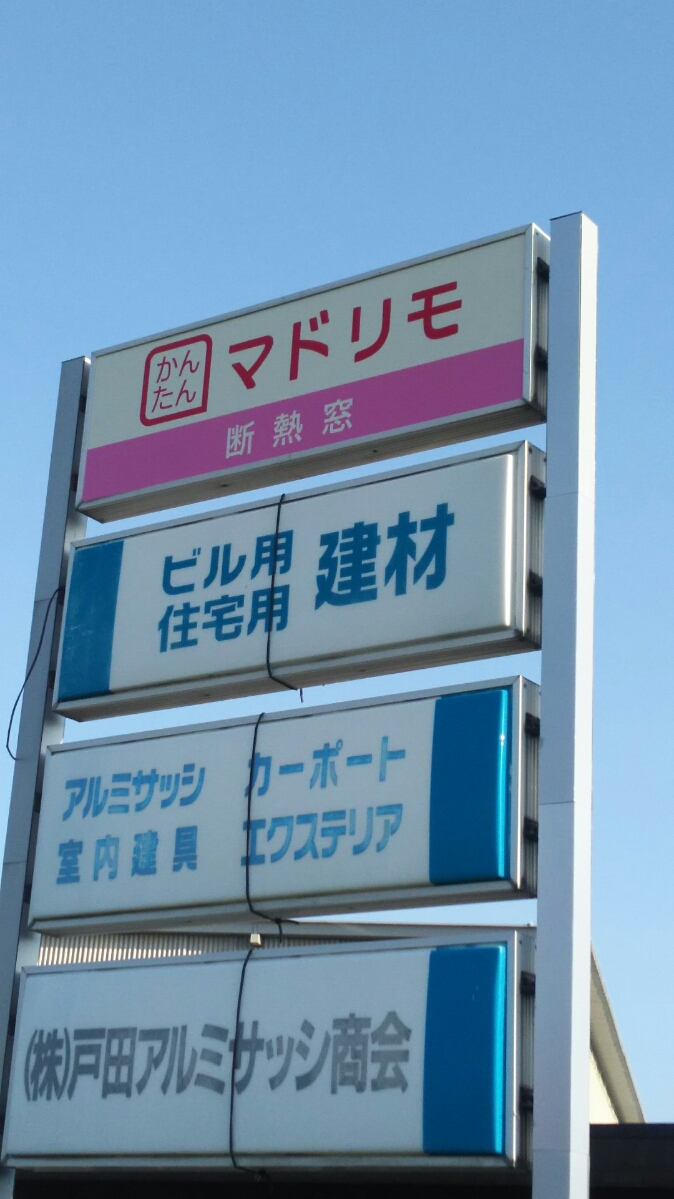 かん
たん
マドリモ
断熱窓
ビル用
住宅用
建材
アルミサッシ
カーポート
室内建具
エクステリア
(株)戸田アルミサッシ商会